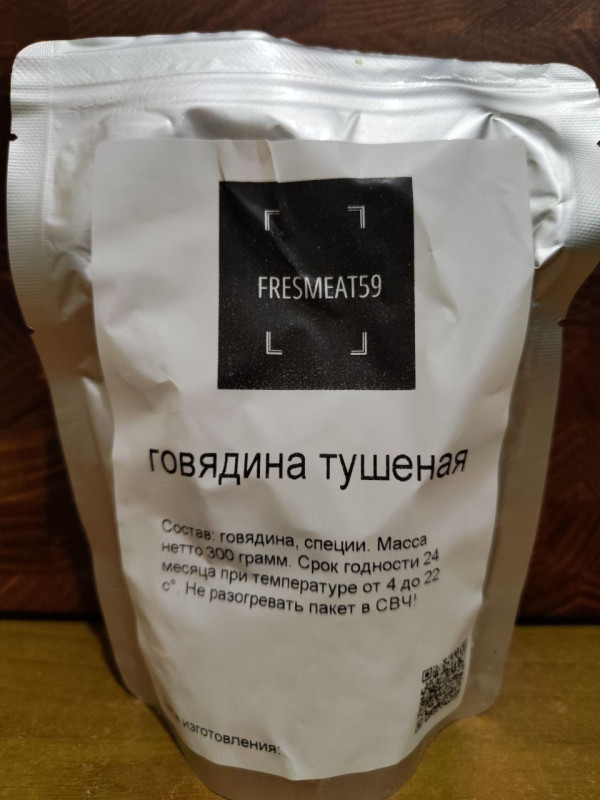 FRESMEAT59
говядина тушеная
Состав: говядина, специи. Масса
нетто 300 грамм. Срок годности 24
месяца при температуре от 4 до 22
с°. Не разогревать пакет в СВЧ!
изготовления: